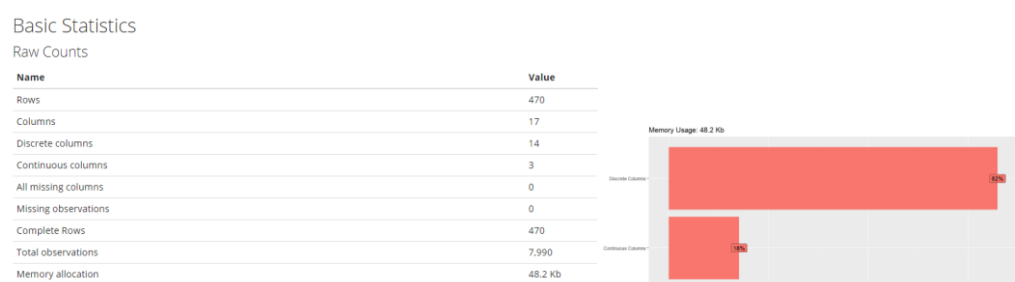 Basic Statistics
Raw Counts
Name Value
Rows 470
Columns 17
Discrete columns 14
Continuous columns 3
All missing columns 0
Missing observations 0
Complete Rows 470
Total observations 7,990
Memory allocation 48.2 Kb
Memory Usage: 48.2 Kb
Discrete Columns 82%
Continuous Columns 18%